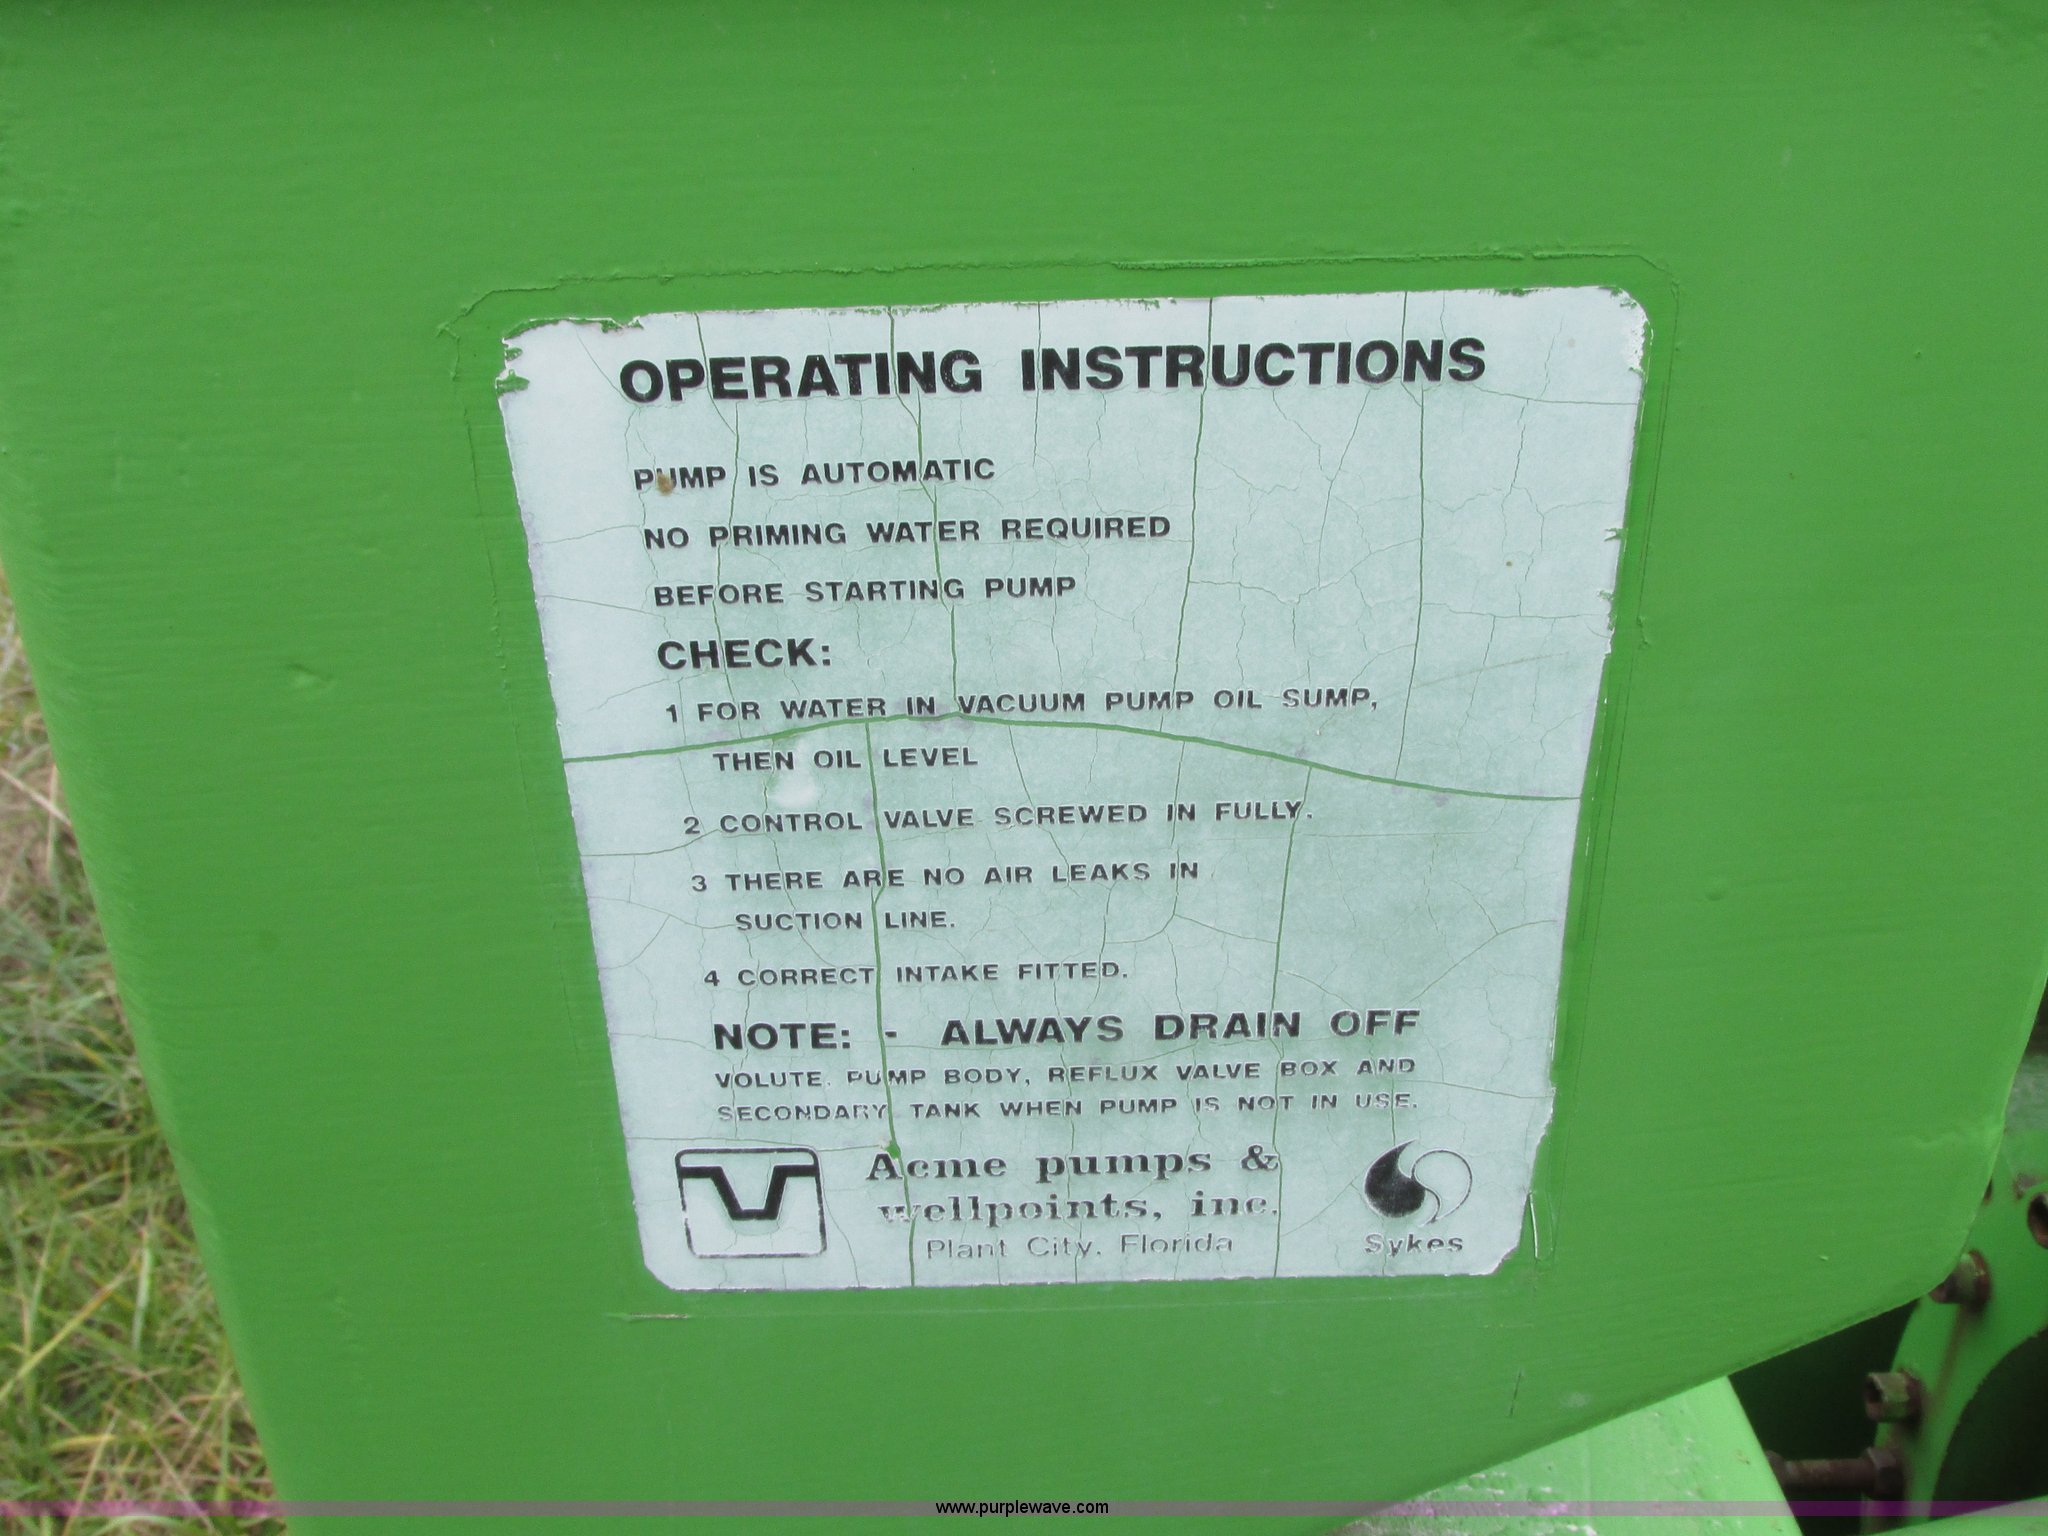 OPERATING INSTRUCTIONS
PUMP IS AUTOMATIC
NO PRIMING WATER REQUIRED
BEFORE STARTING PUMP
CHECK:
1 FOR WATER IN VACUUM PUMP OIL SUMP,
THEN OIL LEVEL
2 CONTROL VALVE SCREWED IN FULLY.
3 THERE ARE NO AIR LEAKS IN
SUCTION LINE.
4 CORRECT INTAKE FITTED.
NOTE: - ALWAYS DRAIN OFF
VOLUTE, PUMP BODY, REFLUX VALVE BOX AND
SECONDARY TANK WHEN PUMP IS NOT IN USE.
Acme pumps &
wellpoints, inc.
Plant City, Florida
Sykes
www.purplewave.com